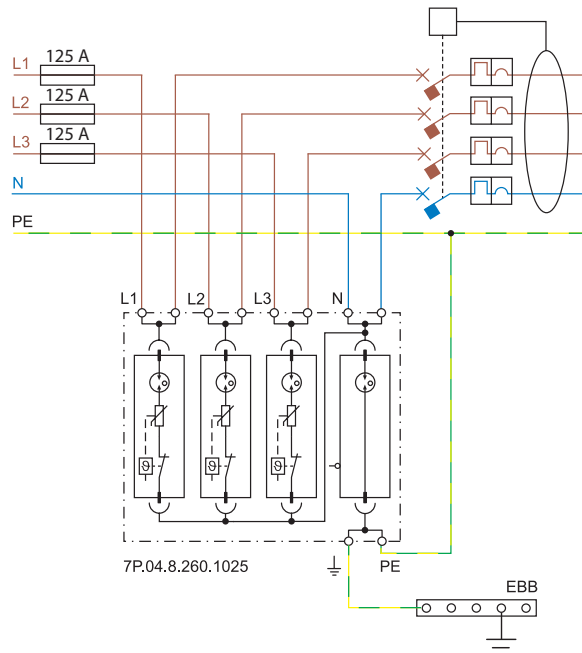 125 A
L1
125 A
L2
125 A
L3
N
PE
L1 L2 L3 N
ϑ ϑ ϑ
7P.04.8.260.1025 PE
EBB